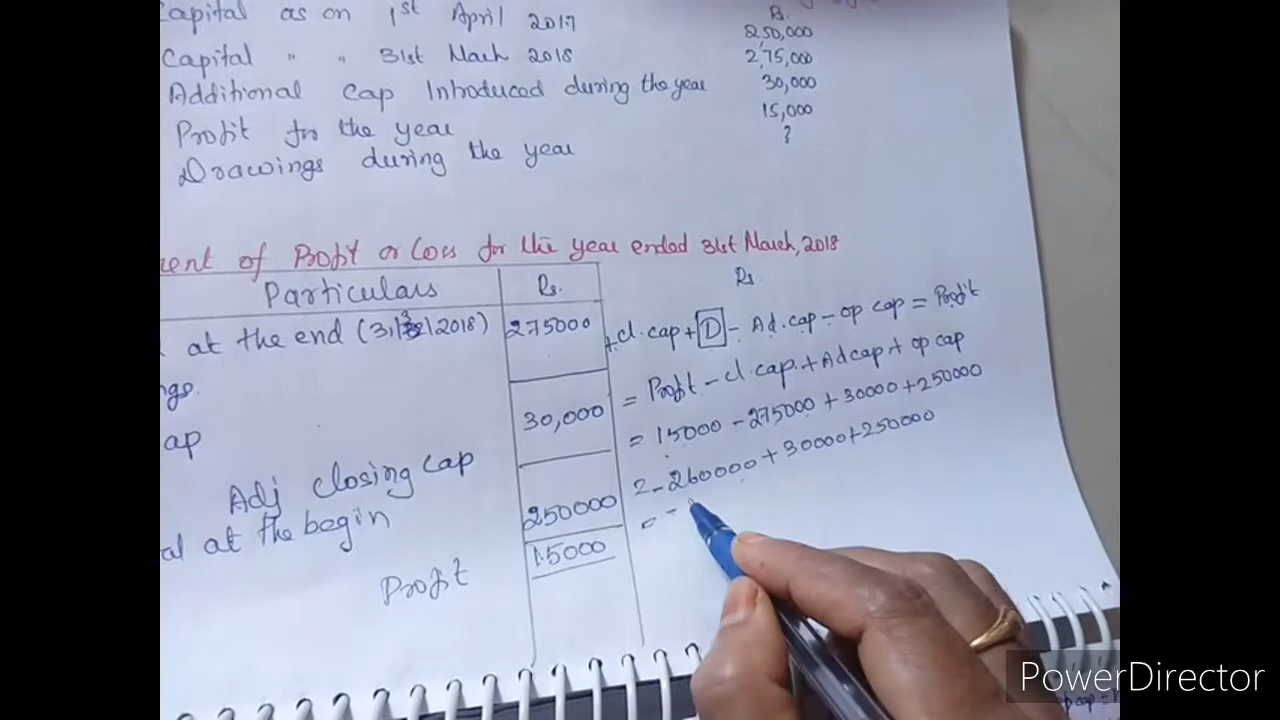 Capital as on 1st April 2017
Rs.
250,000
Capital " " 31st Mach 2018
2,75,000
Additional Cap Introduced during the year
30,000
Profit for the year
15,000
Drawings during the year
?
ent of Profit or Loss for the year ended 31st March, 2018
Particulars
Rs.
at the end (31/3/2018)
275000
ngs.
ap
30,000
Adj closing cap
al at the begin
250000
Profit
15000
Rs
+ cl. cap + D - Ad. cap - op cap = Profit
= Profit - cl. cap. + Ad cap + op cap
= 15000 - 275000 + 30000 + 250000
= - 260000 + 30000 + 250000
= -
PowerDirector